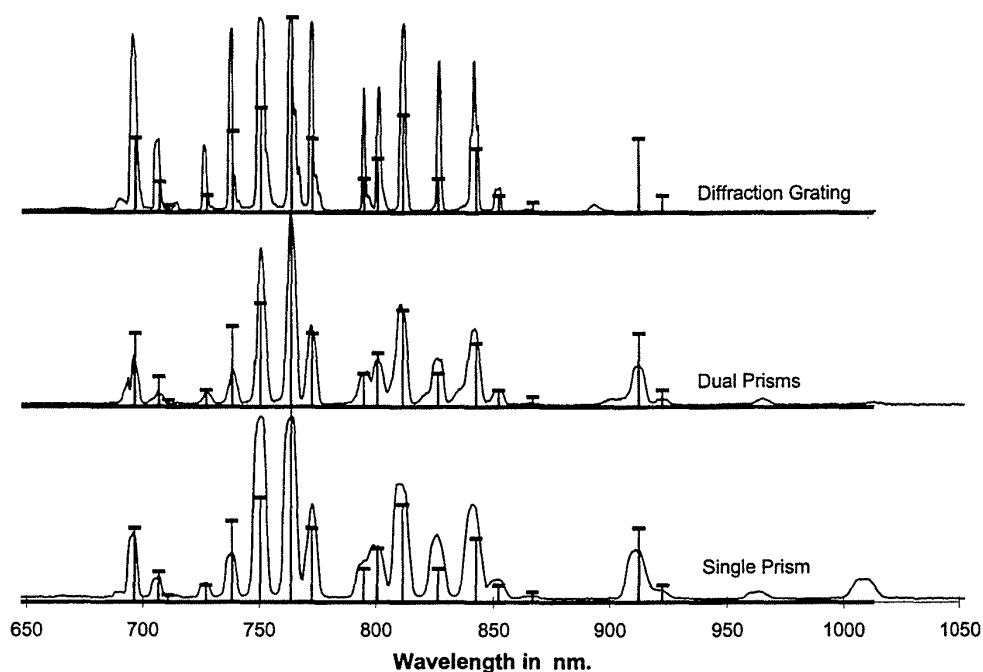 Diffraction Grating
Dual Prisms
Single Prism
650 700 750 800 850 900 950 1000 1050
Wavelength in nm.